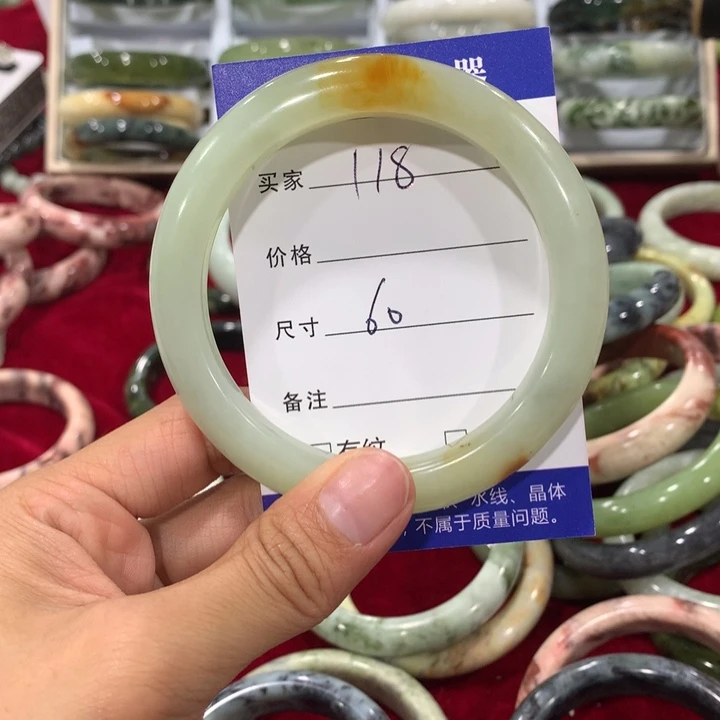 器
买家 118
价格
尺寸 60
备注
有纹
水线、晶体
，不属于质量问题。